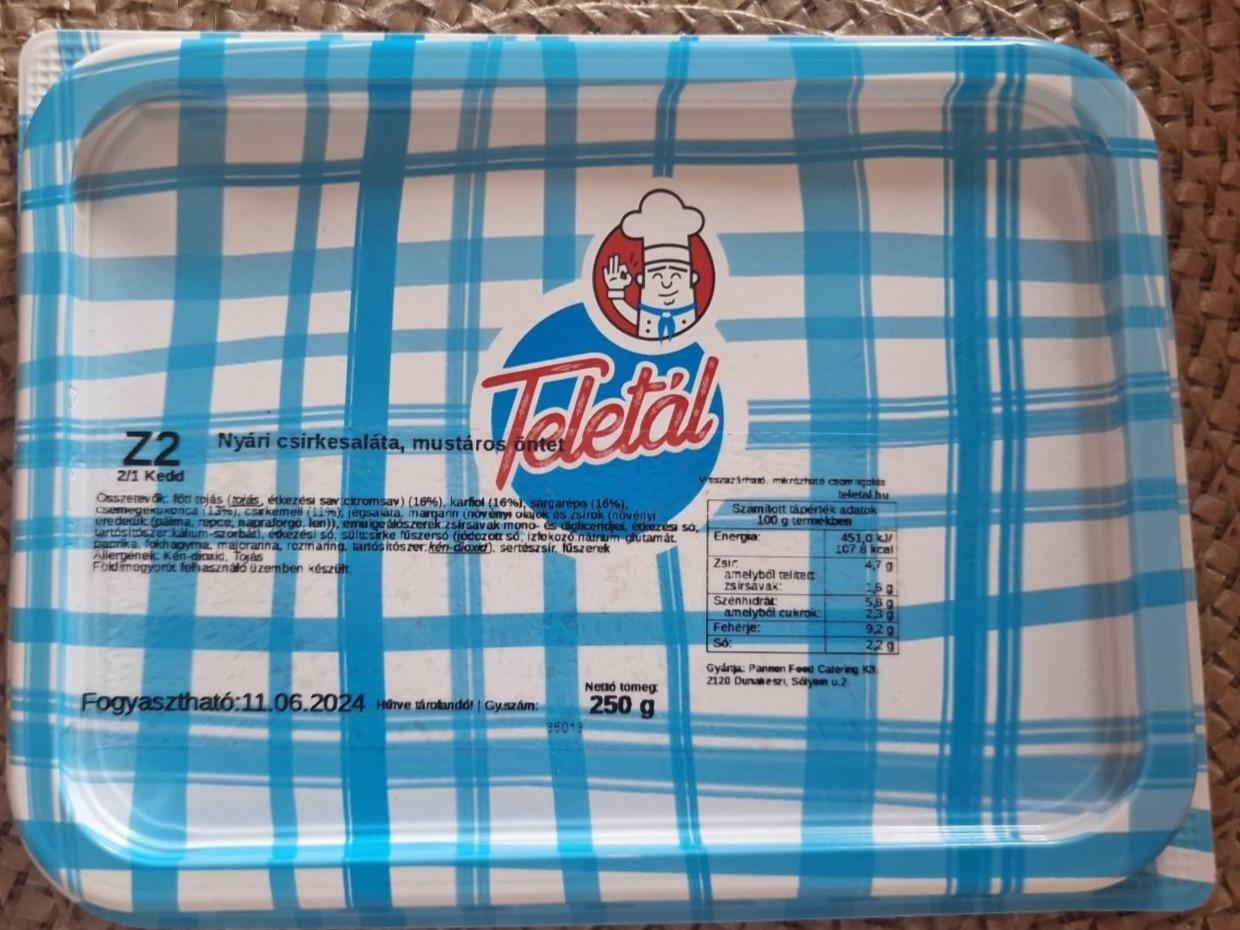 Teletál
Z2
Nyári csirkesaláta, mustáros öntet
2/1 Kedd
Összetevők: főtt tojás (tojás, étkezési sav:citromsav) (16%), karfiol (16%), sárgarépa (16%),
csemegekukorica (13%), csirkemell (11%), jégsaláta, margarin (növényi olajok és zsírok (növényi
eredetűk:(pálma, repce, napraforgó, len)), emulgeálószerek:zsírsavak mono- és digliceridjei, étkezési só,
tartósítószer:kálium-szorbát), étkezési só, sültcsirke fűszersó (jódozott só, ízfokozó:nátrium-glutamát,
paprika, fokhagyma, majoranna, rozmaring, tartósítószer:kén-dioxid), sertészsír, fűszerek
Allergének: Kén-dioxid, Tojás
Földimogyorót felhasználó üzemben készült.
Visszazárható, mikrózható csomagolás
teletal.hu
Számított tápérték adatok
100 g termékben
Energia: 451,0 kJ/
107,8 kcal
Zsír: 4,7 g
amelyből telített
zsírsavak: 1,6 g
Szénhidrát: 5,8 g
amelyből cukrok: 2,3 g
Fehérje: 9,2 g
Só: 2,2 g
Gyártja: Pannon Food Catering Kft.
2120 Dunakeszi, Sólyom u.2.
Fogyasztható:11.06.2024 Hűtve tárolandó! | Gy.szám:
Nettó tömeg:
250 g